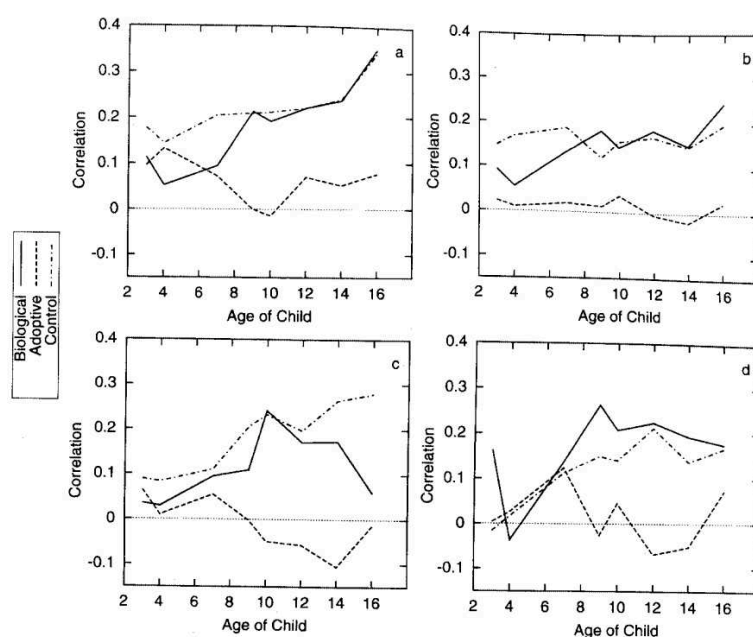 a
0.4
0.3
0.2
0.1
0
-0.1
Correlation
2 4 6 8 10 12 14 16
Age of Child
b
0.4
0.3
0.2
0.1
0
-0.1
Correlation
2 4 6 8 10 12 14 16
Age of Child
Biological
Adoptive
Control
c
0.4
0.3
0.2
0.1
0
-0.1
Correlation
2 4 6 8 10 12 14 16
Age of Child
d
0.4
0.3
0.2
0.1
0
-0.1
Correlation
2 4 6 8 10 12 14 16
Age of Child